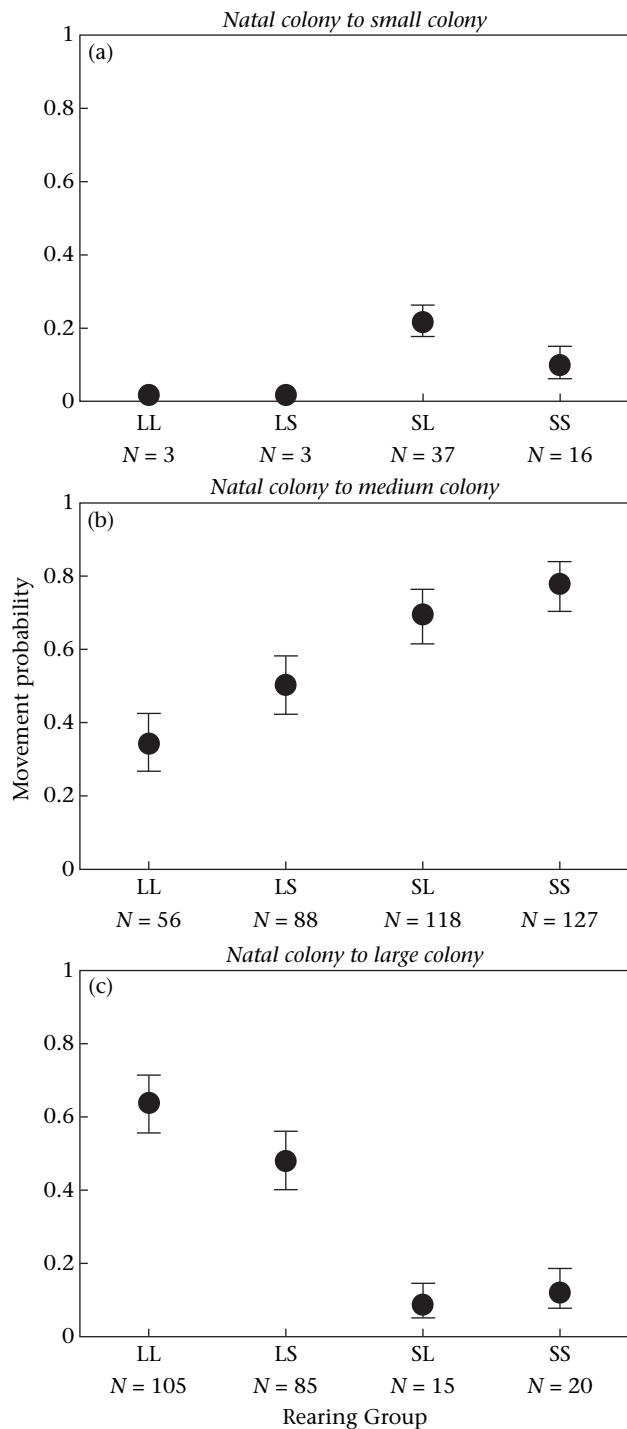 Natal colony to small colony
(a)
1
0.8
0.6
0.4
0.2
0
LL LS SL SS
N = 3 N = 3 N = 37 N = 16
Natal colony to medium colony
(b)
1
0.8
0.6
0.4
0.2
0
Movement probability
LL LS SL SS
N = 56 N = 88 N = 118 N = 127
Natal colony to large colony
(c)
1
0.8
0.6
0.4
0.2
0
LL LS SL SS
N = 105 N = 85 N = 15 N = 20
Rearing Group